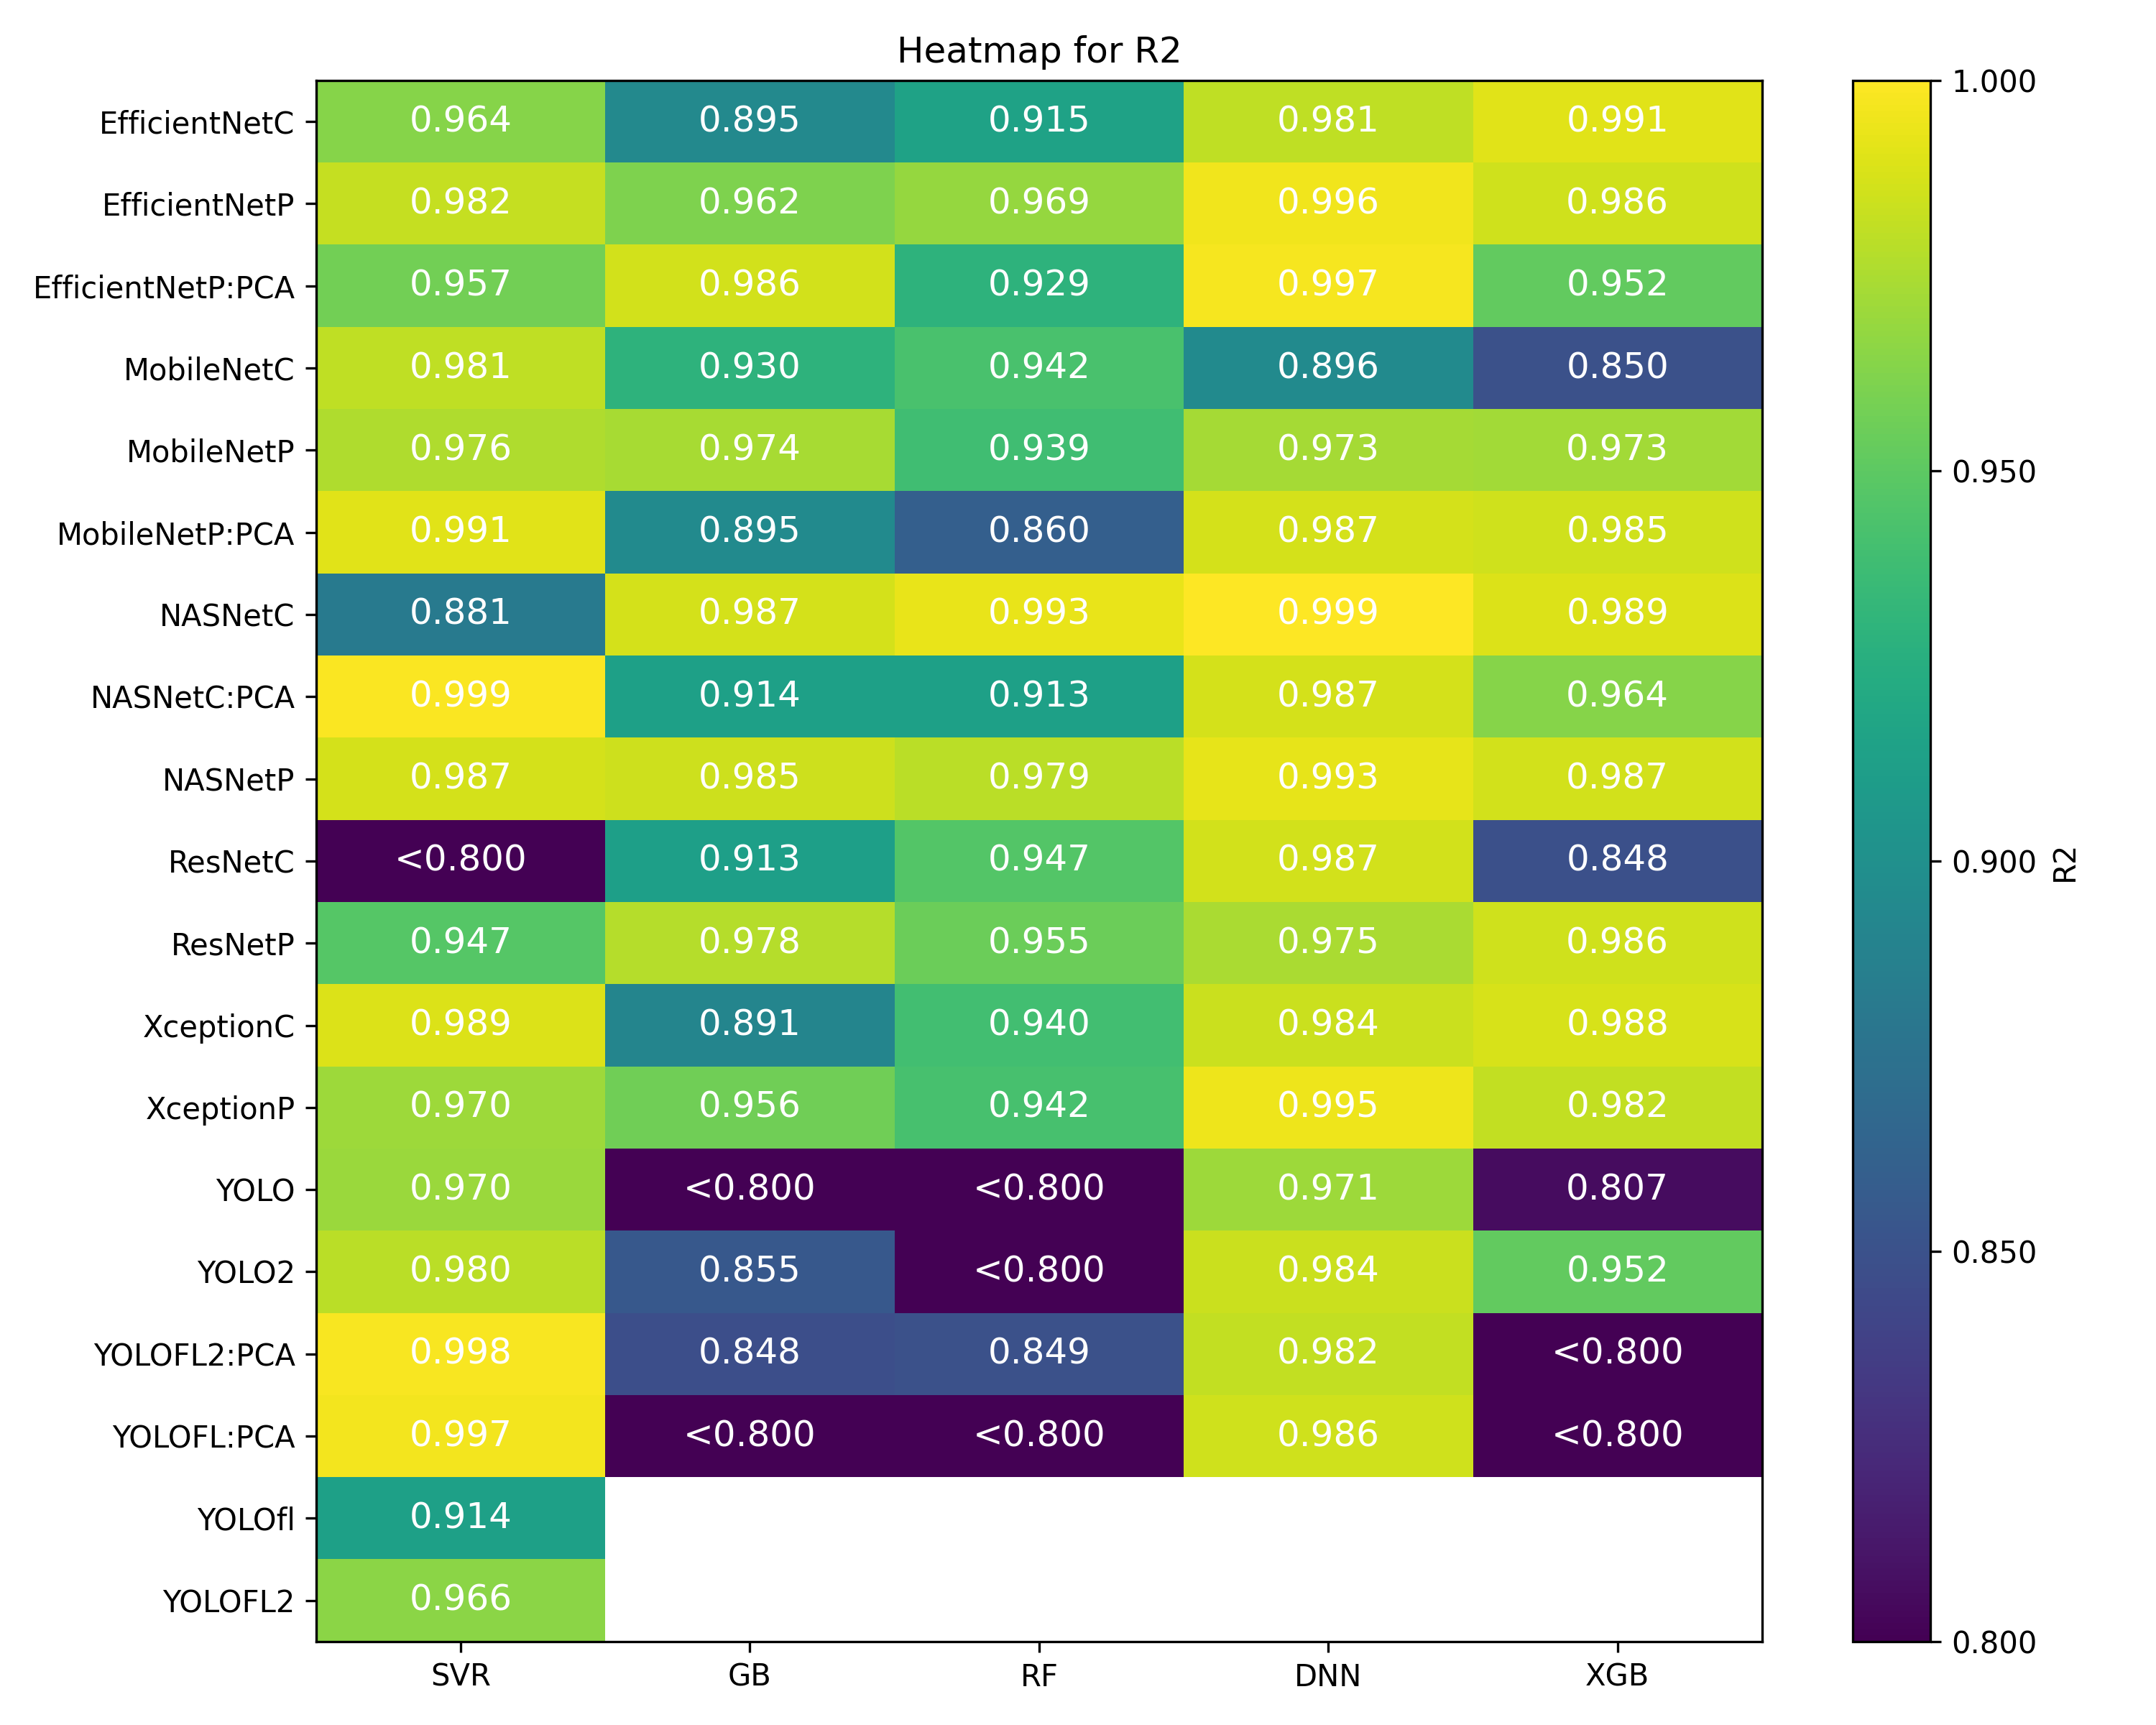 Heatmap for R2
EfficientNetC 0.964 0.895 0.915 0.981 0.991
EfficientNetP 0.982 0.962 0.969 0.996 0.986
EfficientNetP:PCA 0.957 0.986 0.929 0.997 0.952
MobileNetC 0.981 0.930 0.942 0.896 0.850
MobileNetP 0.976 0.974 0.939 0.973 0.973
MobileNetP:PCA 0.991 0.895 0.860 0.987 0.985
NASNetC 0.881 0.987 0.993 0.999 0.989
NASNetC:PCA 0.999 0.914 0.913 0.987 0.964
NASNetP 0.987 0.985 0.979 0.993 0.987
ResNetC <0.800 0.913 0.947 0.987 0.848
ResNetP 0.947 0.978 0.955 0.975 0.986
XceptionC 0.989 0.891 0.940 0.984 0.988
XceptionP 0.970 0.956 0.942 0.995 0.982
YOLO 0.970 <0.800 <0.800 0.971 0.807
YOLO2 0.980 0.855 <0.800 0.984 0.952
YOLOFL2:PCA 0.998 0.848 0.849 0.982 <0.800
YOLOFL:PCA 0.997 <0.800 <0.800 0.986 <0.800
YOLOfl 0.914
YOLOFL2 0.966
SVR GB RF DNN XGB
1.000
0.950
0.900
0.850
0.800
R2